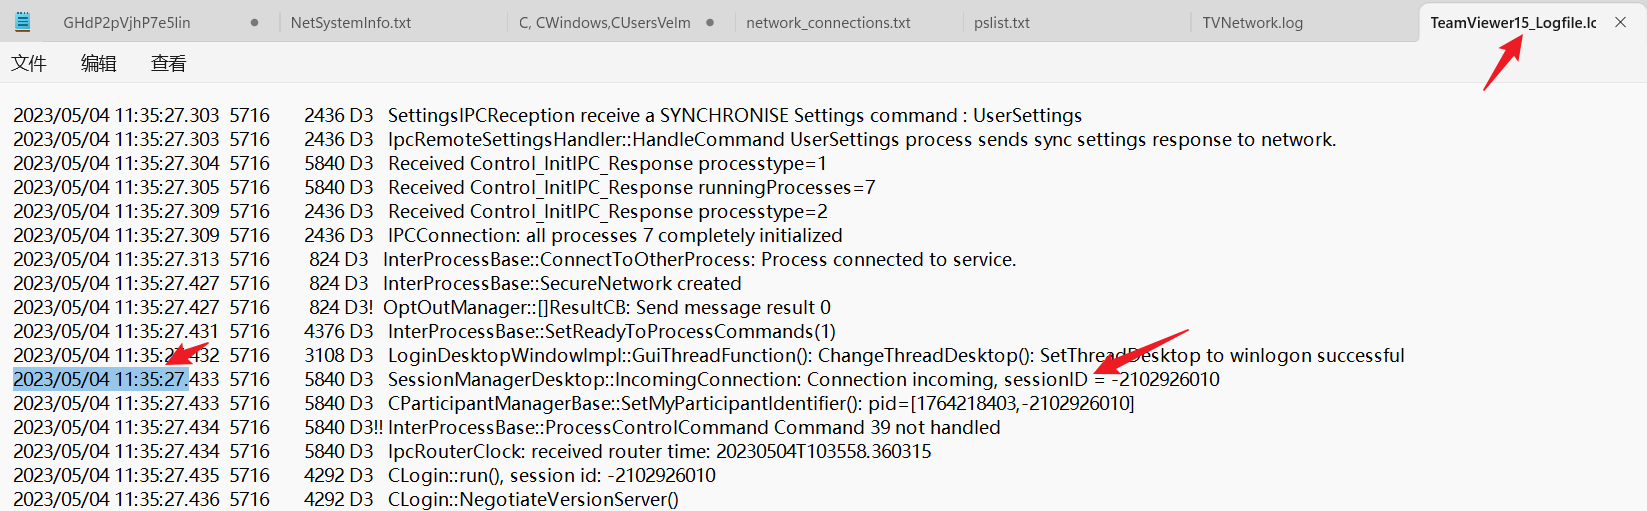 GHdP2pVjhP7e5lin NetSystemInfo.txt C, CWindows,CUsersVelm network_connections.txt pslist.txt TVNetwork.log TeamViewer15_Logfile.lc
文件 编辑 查看
2023/05/04 11:35:27.303 5716 2436 D3 SettingsIPCReception receive a SYNCHRONISE Settings command : UserSettings
2023/05/04 11:35:27.303 5716 2436 D3 IpcRemoteSettingsHandler::HandleCommand UserSettings process sends sync settings response to network.
2023/05/04 11:35:27.304 5716 5840 D3 Received Control_InitIPC_Response processtype=1
2023/05/04 11:35:27.305 5716 5840 D3 Received Control_InitIPC_Response runningProcesses=7
2023/05/04 11:35:27.309 5716 2436 D3 Received Control_InitIPC_Response processtype=2
2023/05/04 11:35:27.309 5716 2436 D3 IPCConnection: all processes 7 completely initialized
2023/05/04 11:35:27.313 5716 824 D3 InterProcessBase::ConnectToOtherProcess: Process connected to service.
2023/05/04 11:35:27.427 5716 824 D3 InterProcessBase::SecureNetwork created
2023/05/04 11:35:27.427 5716 824 D3! OptOutManager::[]ResultCB: Send message result 0
2023/05/04 11:35:27.431 5716 4376 D3 InterProcessBase::SetReadyToProcessCommands(1)
2023/05/04 11:35:27.432 5716 3108 D3 LoginDesktopWindowImpl::GuiThreadFunction(): ChangeThreadDesktop(): SetThreadDesktop to winlogon successful
2023/05/04 11:35:27.433 5716 5840 D3 SessionManagerDesktop::IncomingConnection: Connection incoming, sessionID = -2102926010
2023/05/04 11:35:27.433 5716 5840 D3 CParticipantManagerBase::SetMyParticipantIdentifier(): pid=[1764218403,-2102926010]
2023/05/04 11:35:27.434 5716 5840 D3!! InterProcessBase::ProcessControlCommand Command 39 not handled
2023/05/04 11:35:27.434 5716 5840 D3 IpcRouterClock: received router time: 20230504T103558.360315
2023/05/04 11:35:27.435 5716 4292 D3 CLogin::run(), session id: -2102926010
2023/05/04 11:35:27.436 5716 4292 D3 CLogin::NegotiateVersionServer()